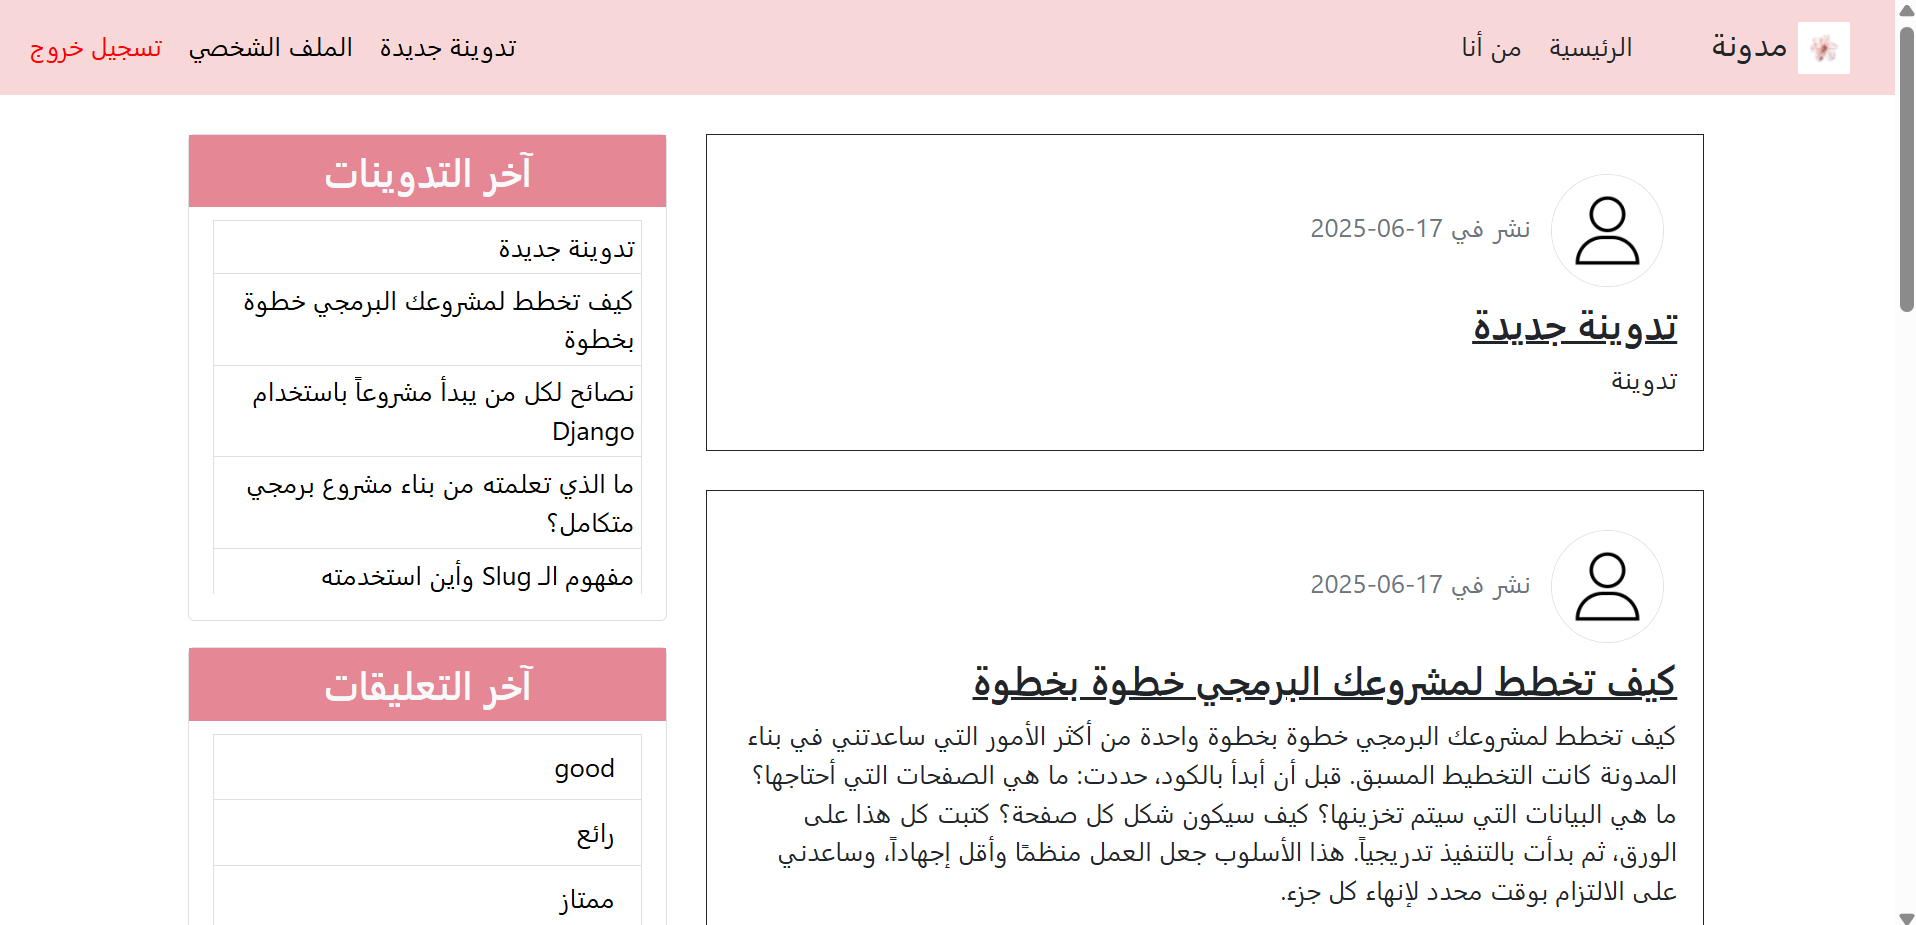 مدونة
الرئيسية
من أنا
تدوينة جديدة
الملف الشخصي
تسجيل خروج
نشر في 17-06-2025
تدوينة جديدة
تدوينة
نشر في 17-06-2025
كيف تخطط لمشروعك البرمجي خطوة بخطوة
كيف تخطط لمشروعك البرمجي خطوة بخطوة واحدة من أكثر الأمور التي ساعدتني في بناء
المدونة كانت التخطيط المسبق. قبل أن أبدأ بالكود، حددت: ما هي الصفحات التي أحتاجها؟
ما هي البيانات التي سيتم تخزينها؟ كيف سيكون شكل كل صفحة؟ كتبت كل هذا على
الورق، ثم بدأت بالتنفيذ تدريجياً. هذا الأسلوب جعل العمل منظمًا وأقل إجهاداً، وساعدني
على الالتزام بوقت محدد لإنهاء كل جزء.
آخر التدوينات
تدوينة جديدة
كيف تخطط لمشروعك البرمجي خطوة
بخطوة
نصائح لكل من يبدأ مشروعاً باستخدام
Django
ما الذي تعلمته من بناء مشروع برمجي
متكامل؟
مفهوم الـ Slug وأين استخدمته
آخر التعليقات
good
رائع
ممتاز